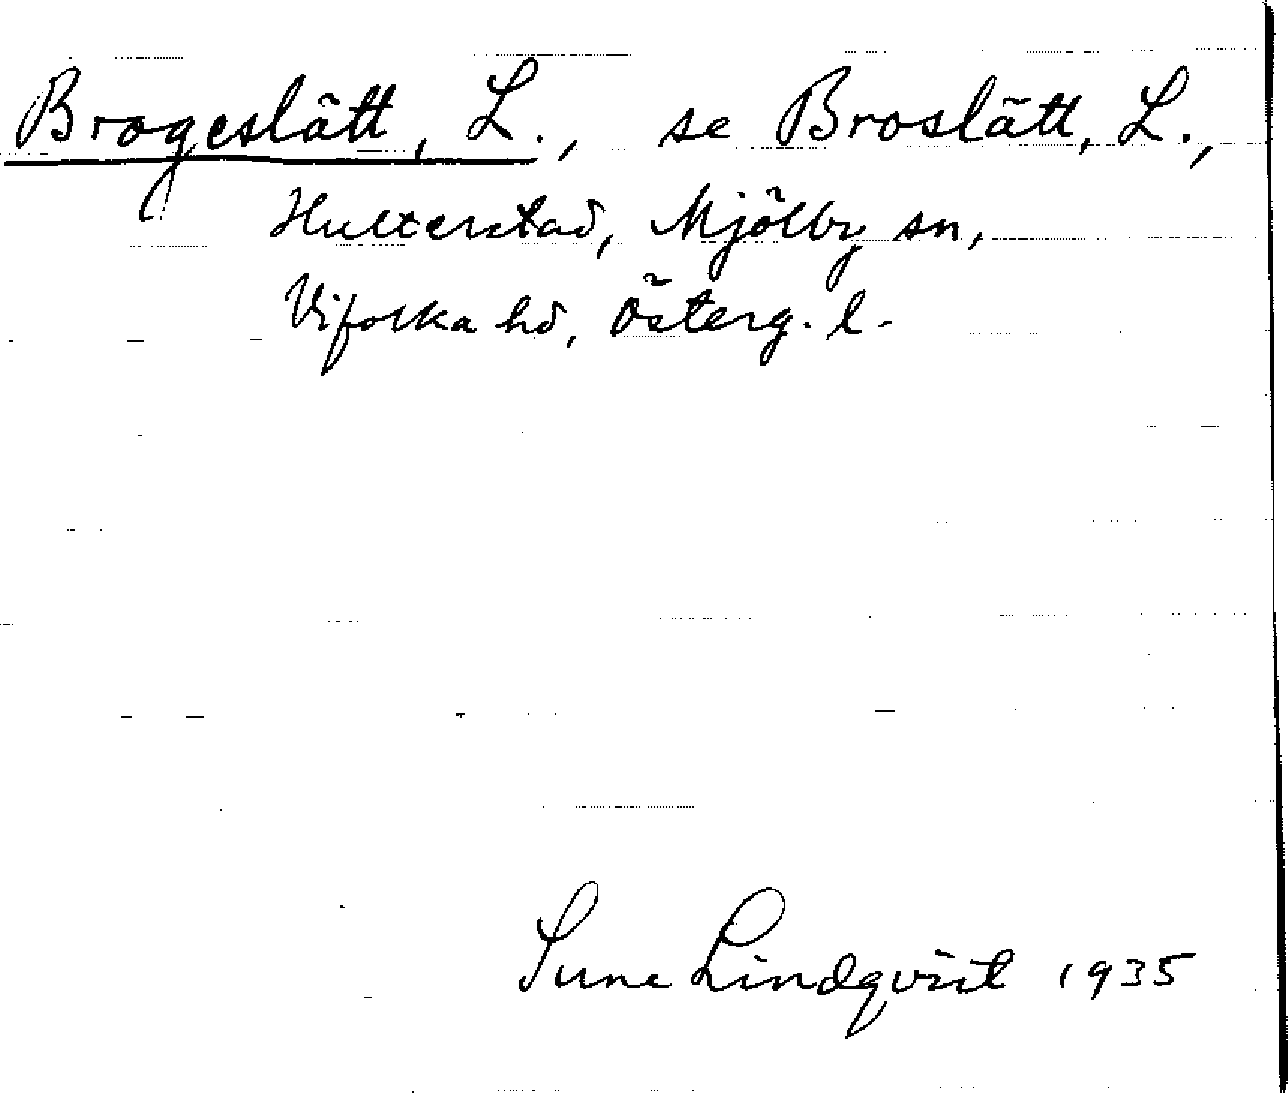 Brogeslätt, L., se Broslätt, L.,
Hulterstad, Mjölby sn,
Vifolka hd, Österg. l.
Sune Lindqvist 1935